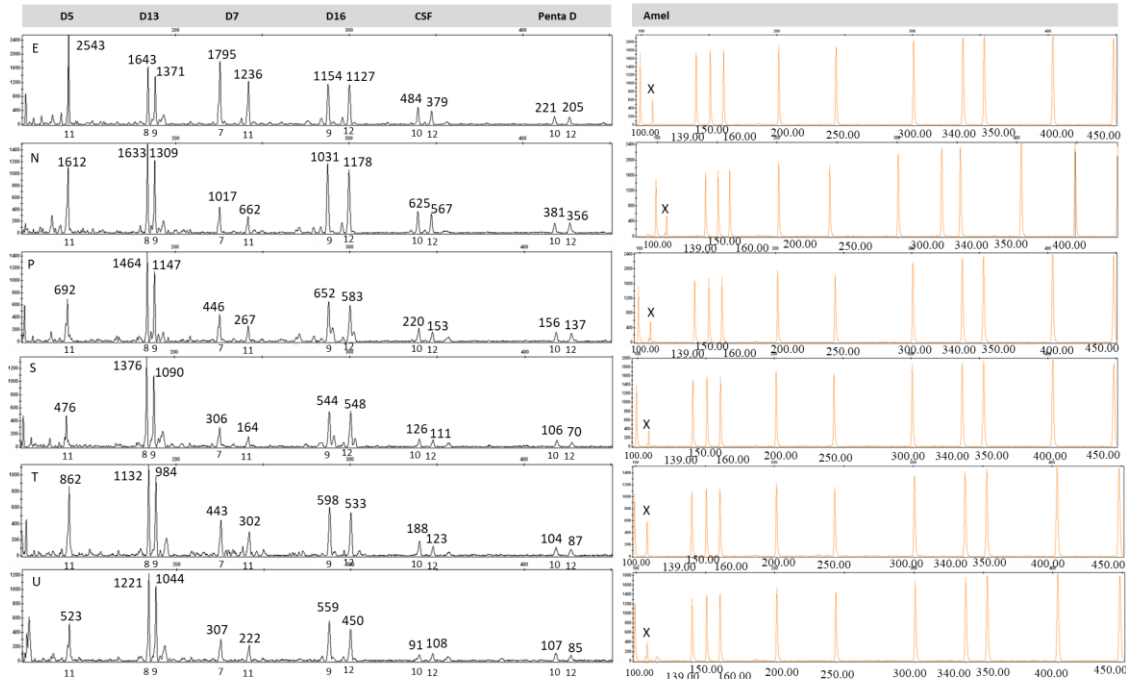 D5 D13 D7 D16 CSF Penta D Amel
E 2543 1643 1371 1795 1236 1154 1127 484 379 221 205
11 8 9 7 11 9 12 10 12 10 12
X
100.00 139.00 150.00 160.00 200.00 250.00 300.00 340.00 350.00 400.00 450.00
N 1612 1633 1309 1017 662 1031 1178 625 567 381 356
11 8 9 7 11 9 12 10 12 10 12
X
100.00 139.00 150.00 160.00 200.00 250.00 300.00 340.00 350.00 400.00
P 692 1464 1147 446 267 652 583 220 153 156 137
11 8 9 7 11 9 12 10 12 10 12
X
100.00 139.00 150.00 160.00 200.00 250.00 300.00 340.00 350.00 400.00 450.00
S 476 1376 1090 306 164 544 548 126 111 106 70
11 8 9 7 11 9 12 10 12 10 12
X
100.00 139.00 150.00 160.00 200.00 250.00 300.00 340.00 350.00 400.00 450.00
T 862 1132 984 443 302 598 533 188 123 104 87
11 8 9 7 11 9 12 10 12 10 12
X
100.00 139.00 150.00 160.00 200.00 250.00 300.00 340.00 350.00 400.00 450.00
U 523 1221 1044 307 222 559 450 91 108 107 85
11 8 9 7 11 9 12 10 12 10 12
X
100.00 139.00 150.00 160.00 200.00 250.00 300.00 340.00 350.00 400.00 450.00